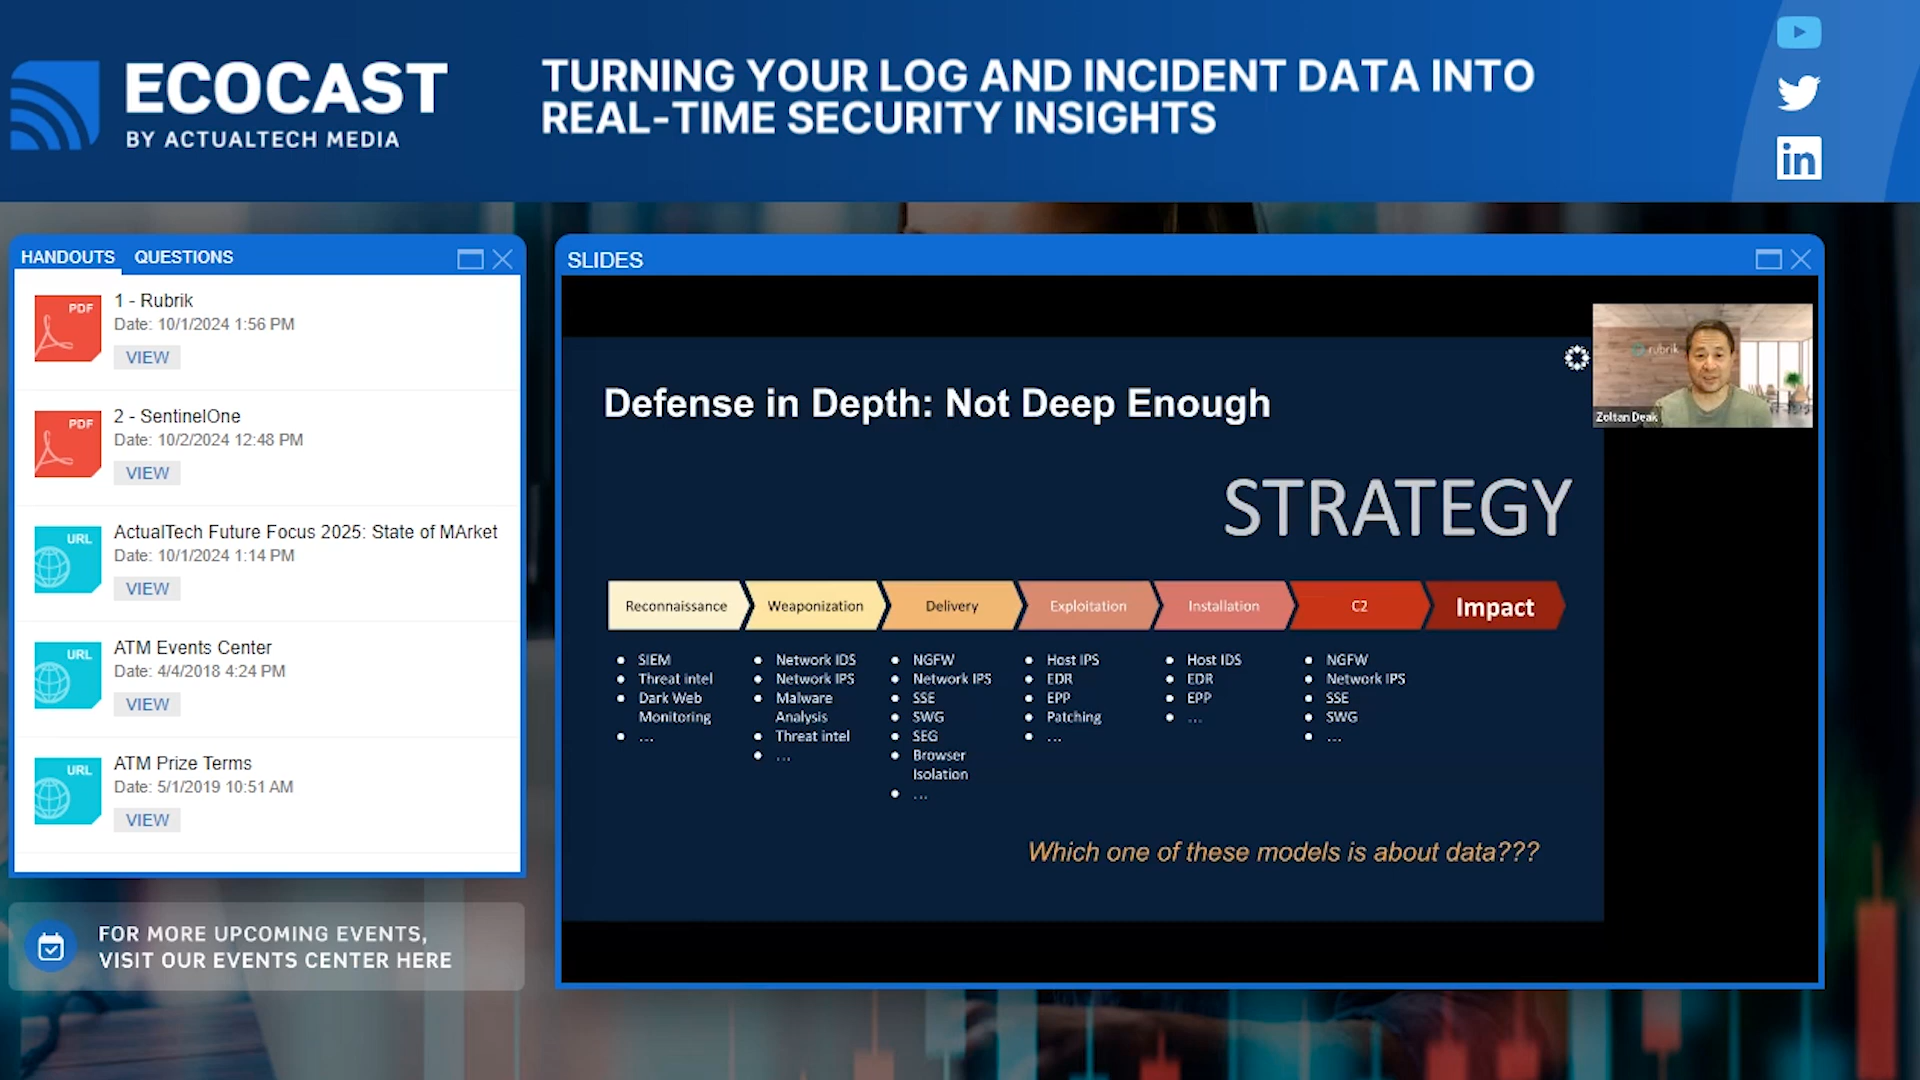 ECOCAST
BY ACTUALTECH MEDIA
TURNING YOUR LOG AND INCIDENT DATA INTO
REAL-TIME SECURITY INSIGHTS
in
HANDOUTS QUESTIONS
PDF
1 - Rubrik
Date: 10/1/2024 1:56 PM
VIEW
PDF
2 - SentinelOne
Date: 10/2/2024 12:48 PM
VIEW
URL
ActualTech Future Focus 2025: State of MArket
Date: 10/1/2024 1:14 PM
VIEW
URL
ATM Events Center
Date: 4/4/2018 4:24 PM
VIEW
URL
ATM Prize Terms
Date: 5/1/2019 10:51 AM
VIEW
FOR MORE UPCOMING EVENTS,
VISIT OUR EVENTS CENTER HERE
SLIDES
rubrik
Zoltan Deak
Defense in Depth: Not Deep Enough
STRATEGY
Reconnaissance
Weaponization
Delivery
Exploitation
Installation
C2
Impact
• SIEM
• Threat intel
• Dark Web
Monitoring
• ...
• Network IDS
• Network IPS
• Malware
Analysis
• Threat intel
• ...
• NGFW
• Network IPS
• SSE
• SWG
• SEG
• Browser
Isolation
• ...
• Host IPS
• EDR
• EPP
• Patching
• ...
• Host IDS
• EDR
• EPP
• ...
• NGFW
• Network IPS
• SSE
• SWG
• ...
Which one of these models is about data???